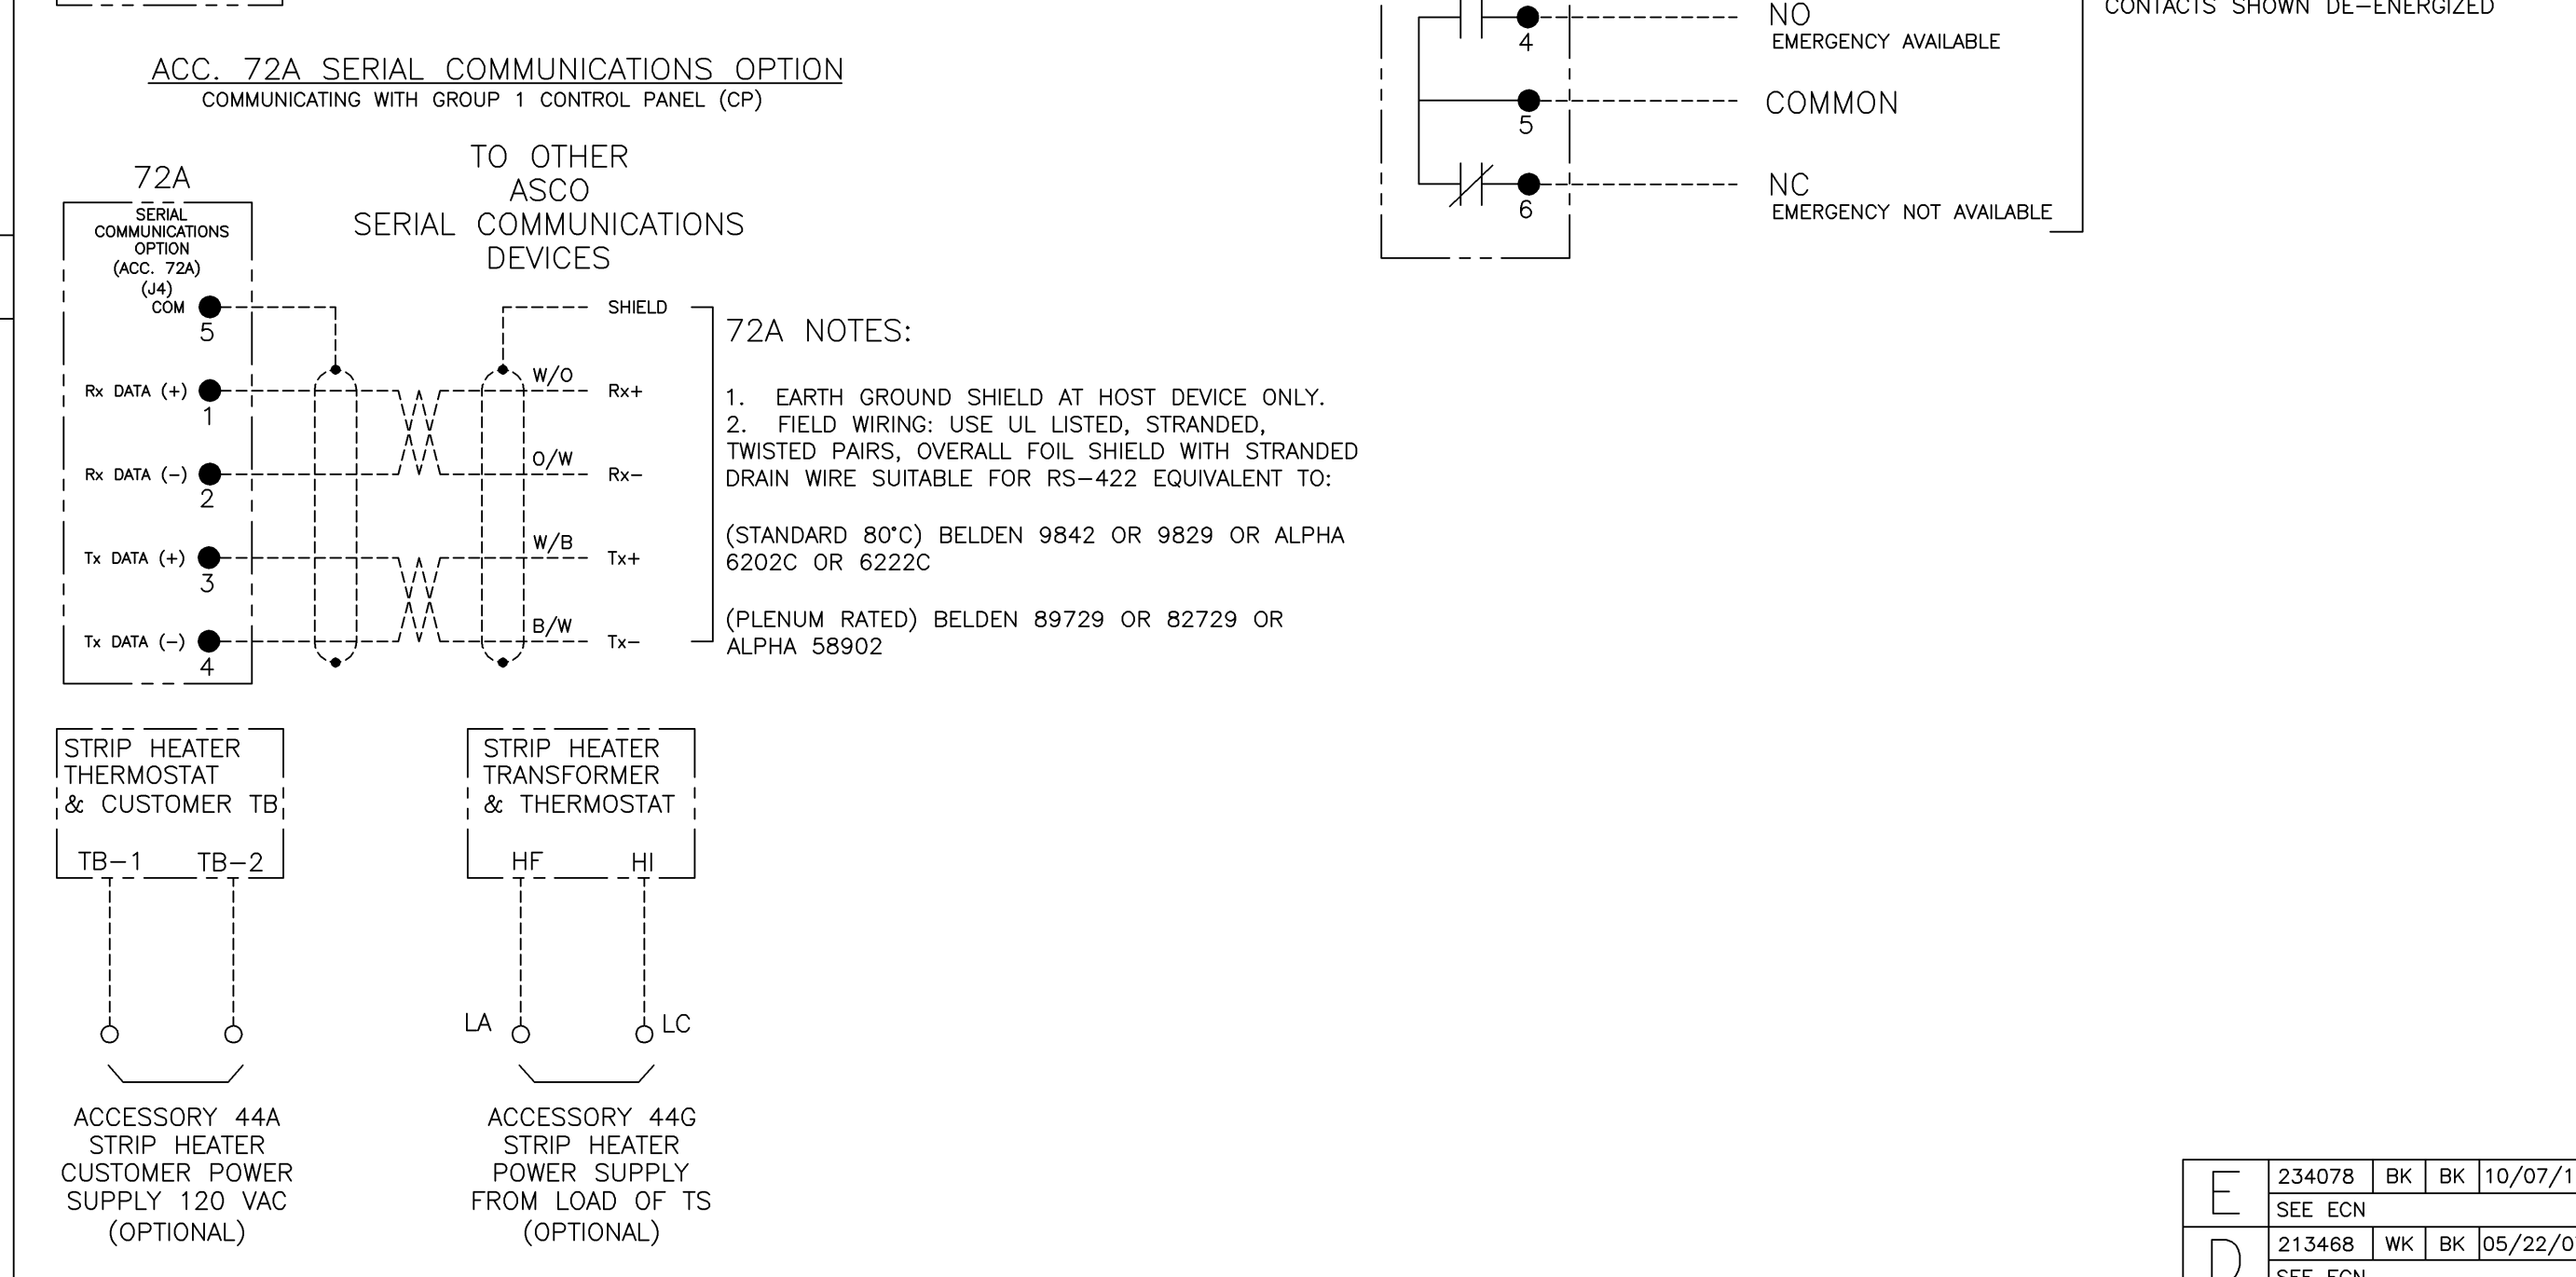 ACC. 72A SERIAL COMMUNICATIONS OPTION
COMMUNICATING WITH GROUP 1 CONTROL PANEL (CP)
TO OTHER
ASCO
SERIAL COMMUNICATIONS
DEVICES
72A
SERIAL
COMMUNICATIONS
OPTION
(ACC. 72A)
(J4)
COM
5
SHIELD
Rx DATA (+)
1
W/O
Rx+
Rx DATA (−)
2
O/W
Rx−
Tx DATA (+)
3
W/B
Tx+
Tx DATA (−)
4
B/W
Tx−
72A NOTES:
1. EARTH GROUND SHIELD AT HOST DEVICE ONLY.
2. FIELD WIRING: USE UL LISTED, STRANDED,
TWISTED PAIRS, OVERALL FOIL SHIELD WITH STRANDED
DRAIN WIRE SUITABLE FOR RS−422 EQUIVALENT TO:
(STANDARD 80°C) BELDEN 9842 OR 9829 OR ALPHA
6202C OR 6222C
(PLENUM RATED) BELDEN 89729 OR 82729 OR
ALPHA 58902
CONTACTS SHOWN DE−ENERGIZED
4
NO
EMERGENCY AVAILABLE
5
COMMON
6
NC
EMERGENCY NOT AVAILABLE
STRIP HEATER
THERMOSTAT
& CUSTOMER TB
TB−1 TB−2
ACCESSORY 44A
STRIP HEATER
CUSTOMER POWER
SUPPLY 120 VAC
(OPTIONAL)
STRIP HEATER
TRANSFORMER
& THERMOSTAT
HF HI
LA LC
ACCESSORY 44G
STRIP HEATER
POWER SUPPLY
FROM LOAD OF TS
(OPTIONAL)
E 234078 BK BK 10/07/1
SEE ECN
D 213468 WK BK 05/22/0
SEE ECN